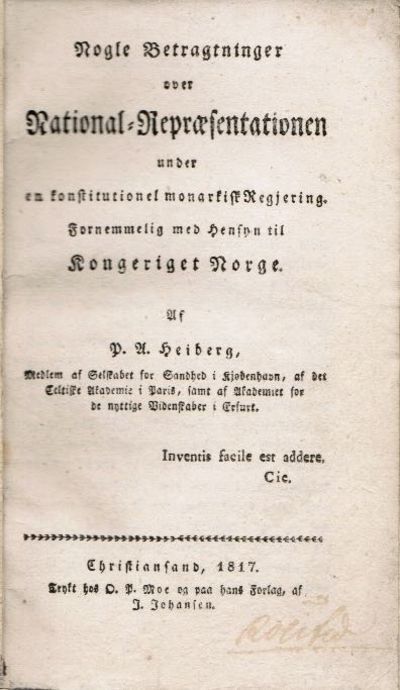 Nogle Betragtninger
over
National-Repræsentationen
under
en konstitutionel monarkisk Regjering.
Fornemmelig med Hensyn til
Kongeriget Norge.
Af
P. A. Heiberg,
Medlem af Selskabet for Sandhed i Kjøbenhavn, af det
Celtiske Akademie i Paris, samt af Akademiet for
de nyttige Videnskaber i Erfurt.
Inventis facile est addere.
Cic.
Christiansand, 1817.
Trykt hos O. P. Moe og paa hans Forlag, af
J. Johansen.